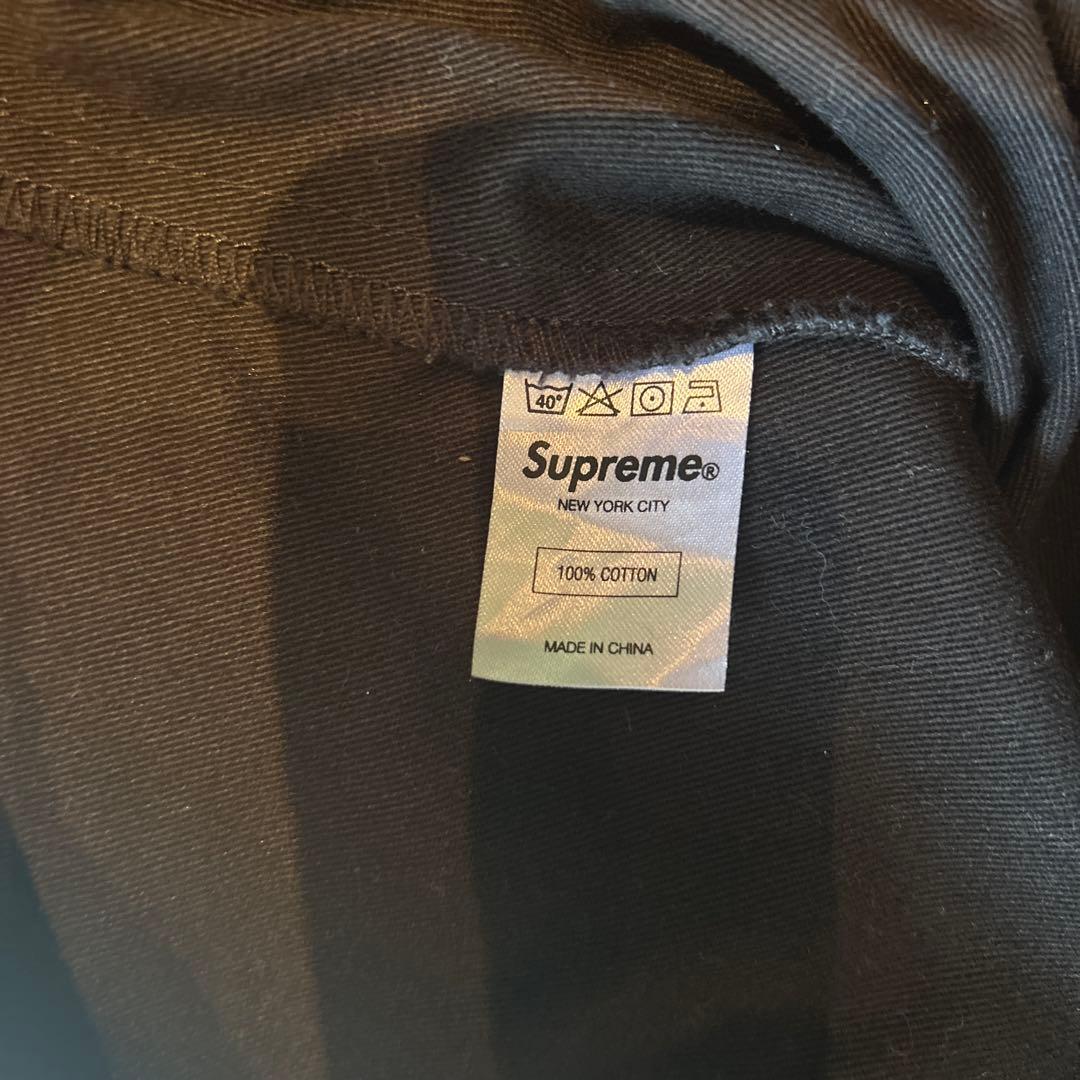 40°
Supreme®
NEW YORK CITY
100% COTTON
MADE IN CHINA